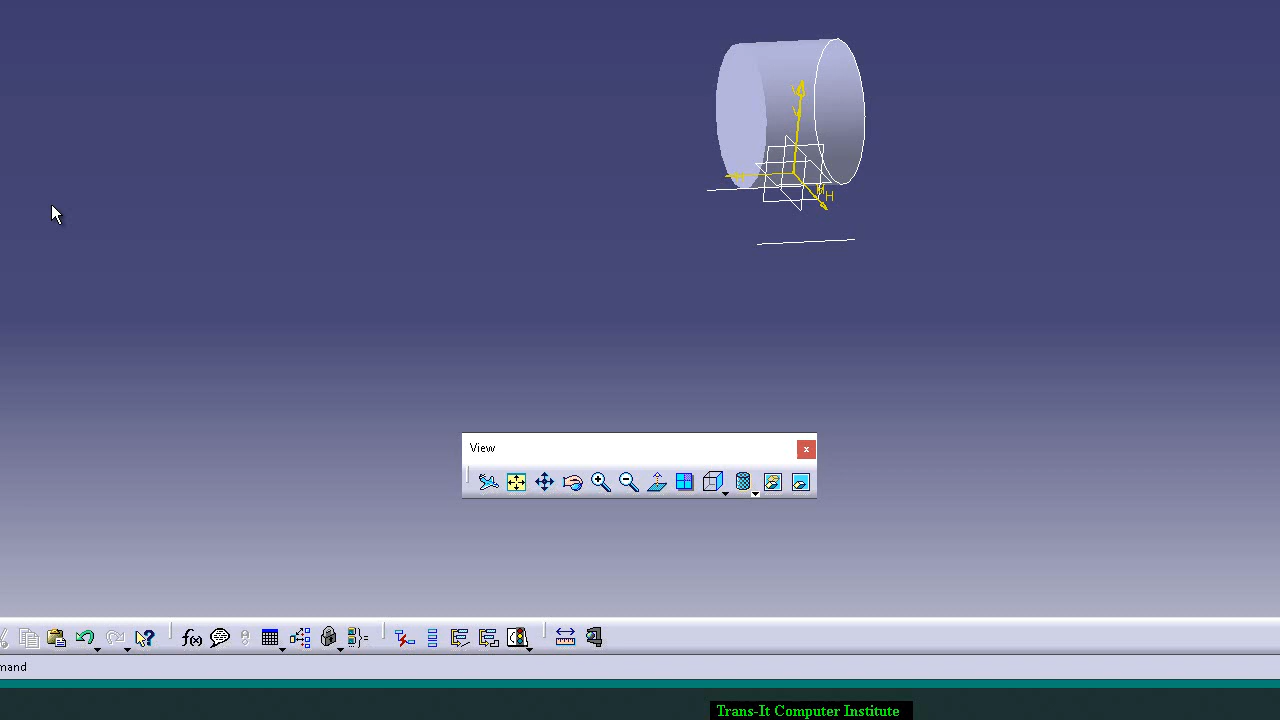 V
H
H
View
x
f(x)
mand
Trans-It Computer Institute